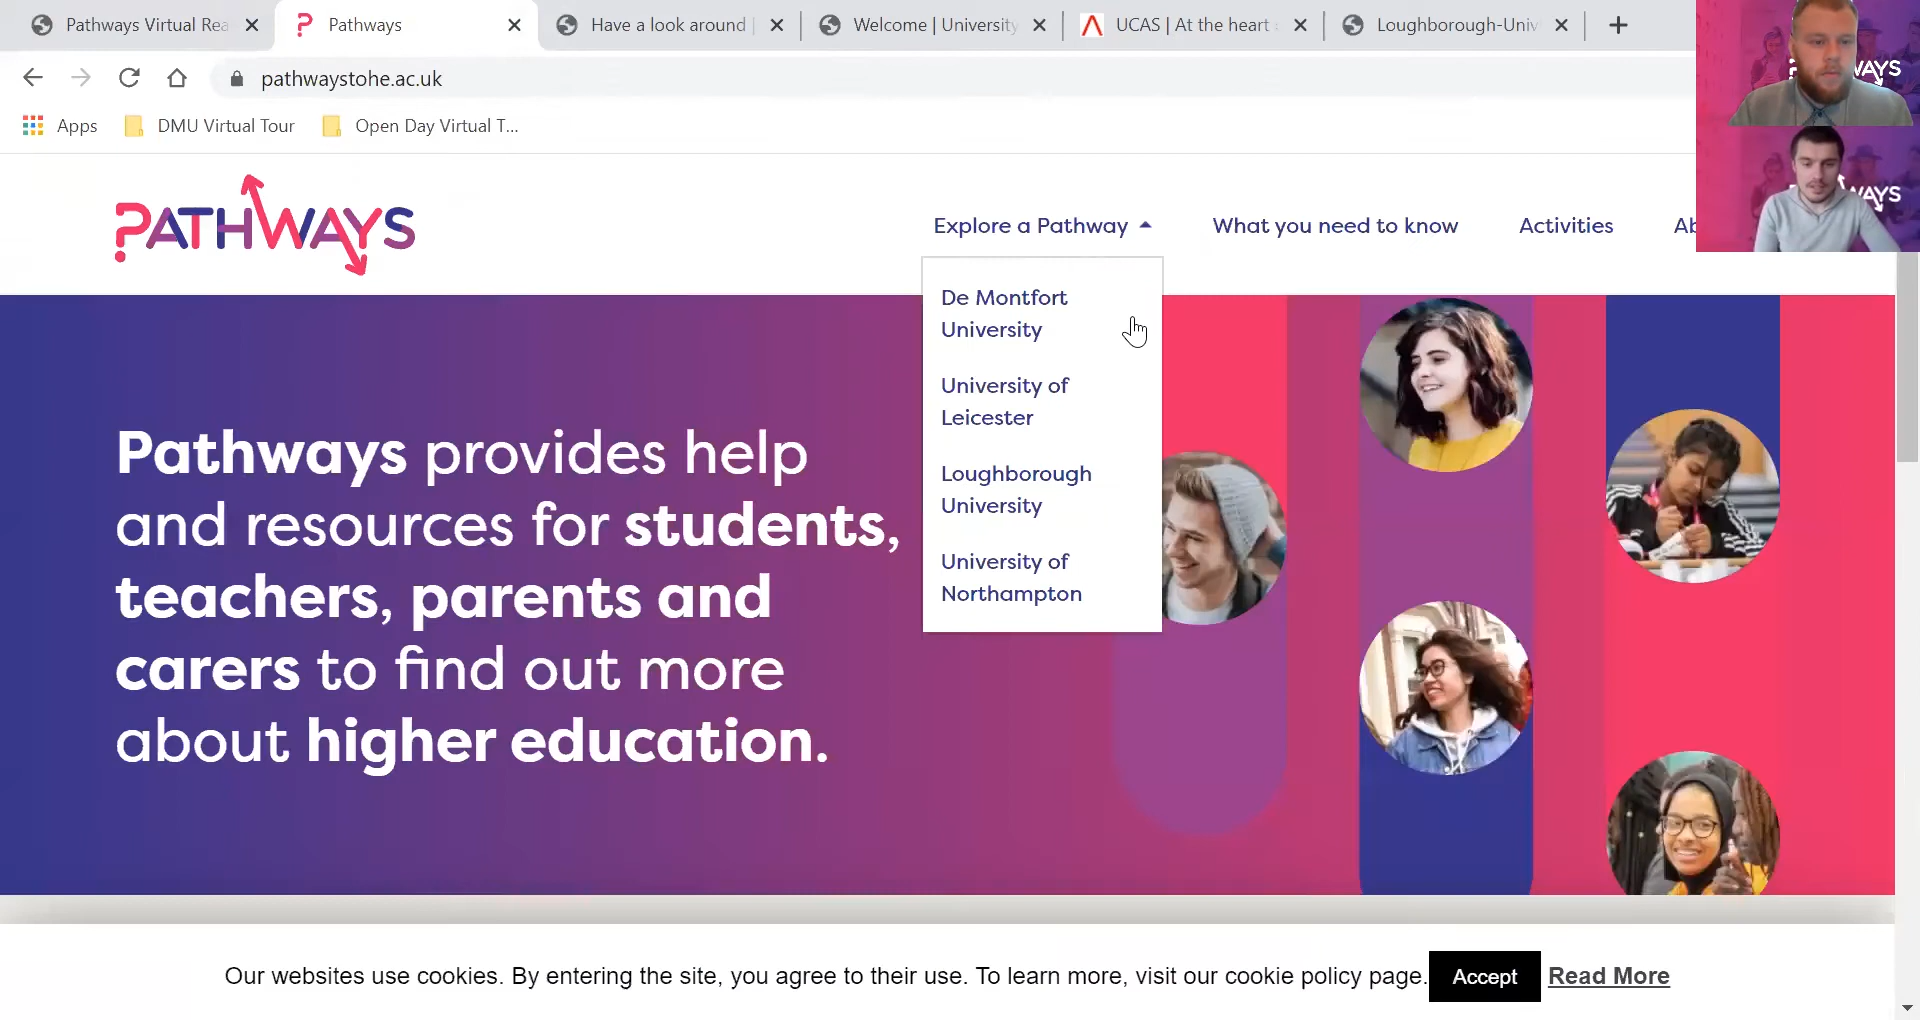 Pathways Virtual Rea
Pathways
Have a look around |
Welcome | University
UCAS | At the heart
Loughborough-Univ
pathwaystohe.ac.uk
Apps
DMU Virtual Tour
Open Day Virtual T...
PATHWAYS
Explore a Pathway
What you need to know
Activities
Ab
De Montfort
University
University of
Leicester
Loughborough
University
University of
Northampton
Pathways provides help
and resources for students,
teachers, parents and
carers to find out more
about higher education.
Our websites use cookies. By entering the site, you agree to their use. To learn more, visit our cookie policy page.
Accept
Read More
WAYS
WAYS